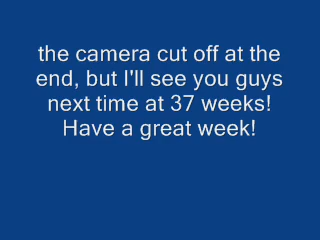 the camera cut off at the
end, but I'll see you guys
next time at 37 weeks!
Have a great week!